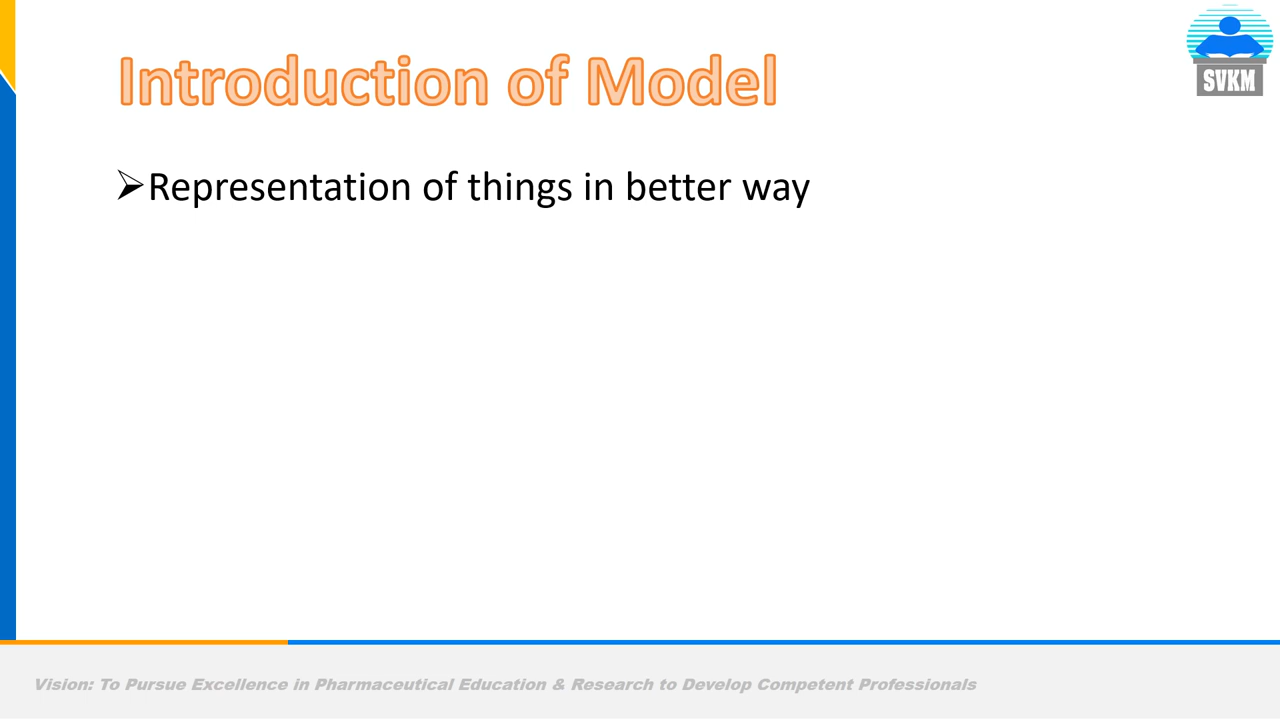 Introduction of Model
SVKM
➢Representation of things in better way
Vision: To Pursue Excellence in Pharmaceutical Education & Research to Develop Competent Professionals